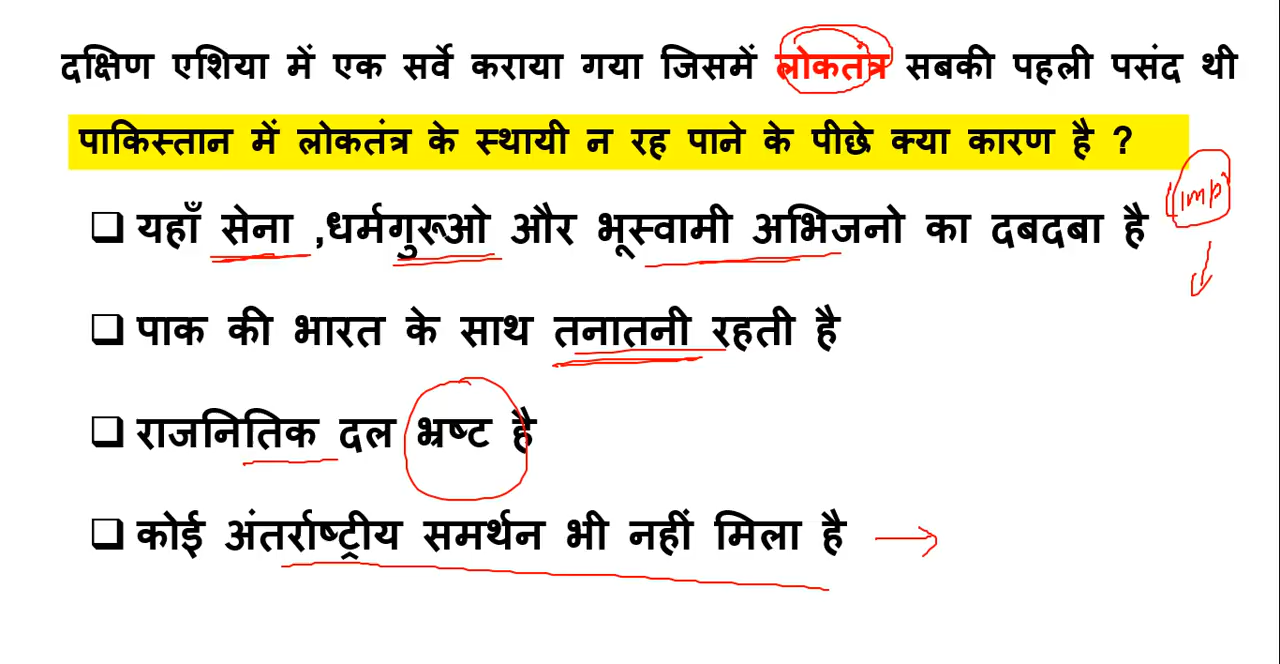 दक्षिण एशिया में एक सर्वे कराया गया जिसमें लोकतंत्र सबकी पहली पसंद थी
पाकिस्तान में लोकतंत्र के स्थायी न रह पाने के पीछे क्या कारण है ?
यहाँ सेना ,धर्मगुरूओ और भूस्वामी अभिजनो का दबदबा है
Imp
पाक की भारत के साथ तनातनी रहती है
राजनितिक दल भ्रष्ट है
कोई अंतर्राष्ट्रीय समर्थन भी नहीं मिला है